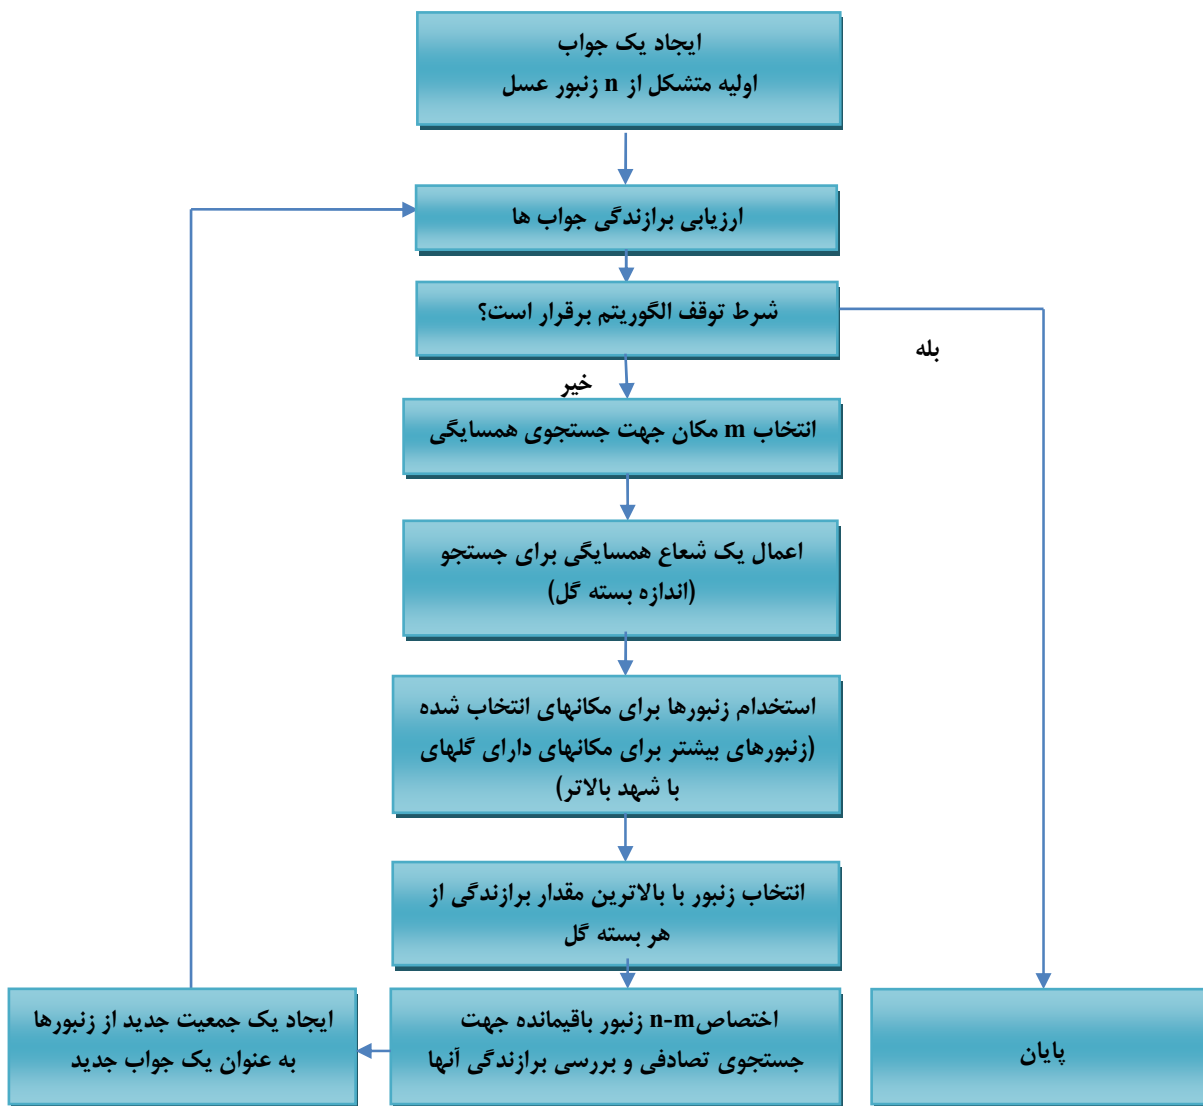 ایجاد یک جواب
اولیه متشکل از n زنبور عسل
ارزیابی برازندگی جواب ها
شرط توقف الگوریتم برقرار است؟
بله
خیر
انتخاب m مکان جهت جستجوی همسایگی
اعمال یک شعاع همسایگی برای جستجو
(اندازه بسته گل)
استخدام زنبورها برای مکانهای انتخاب شده
(زنبورهای بیشتر برای مکانهای دارای گلهای
با شهد بالاتر)
انتخاب زنبور با بالاترین مقدار برازندگی از
هر بسته گل
اختصاص n-m زنبور باقیمانده جهت
جستجوی تصادفی و بررسی برازندگی آنها
ایجاد یک جمعیت جدید از زنبورها
به عنوان یک جواب جدید
پایان